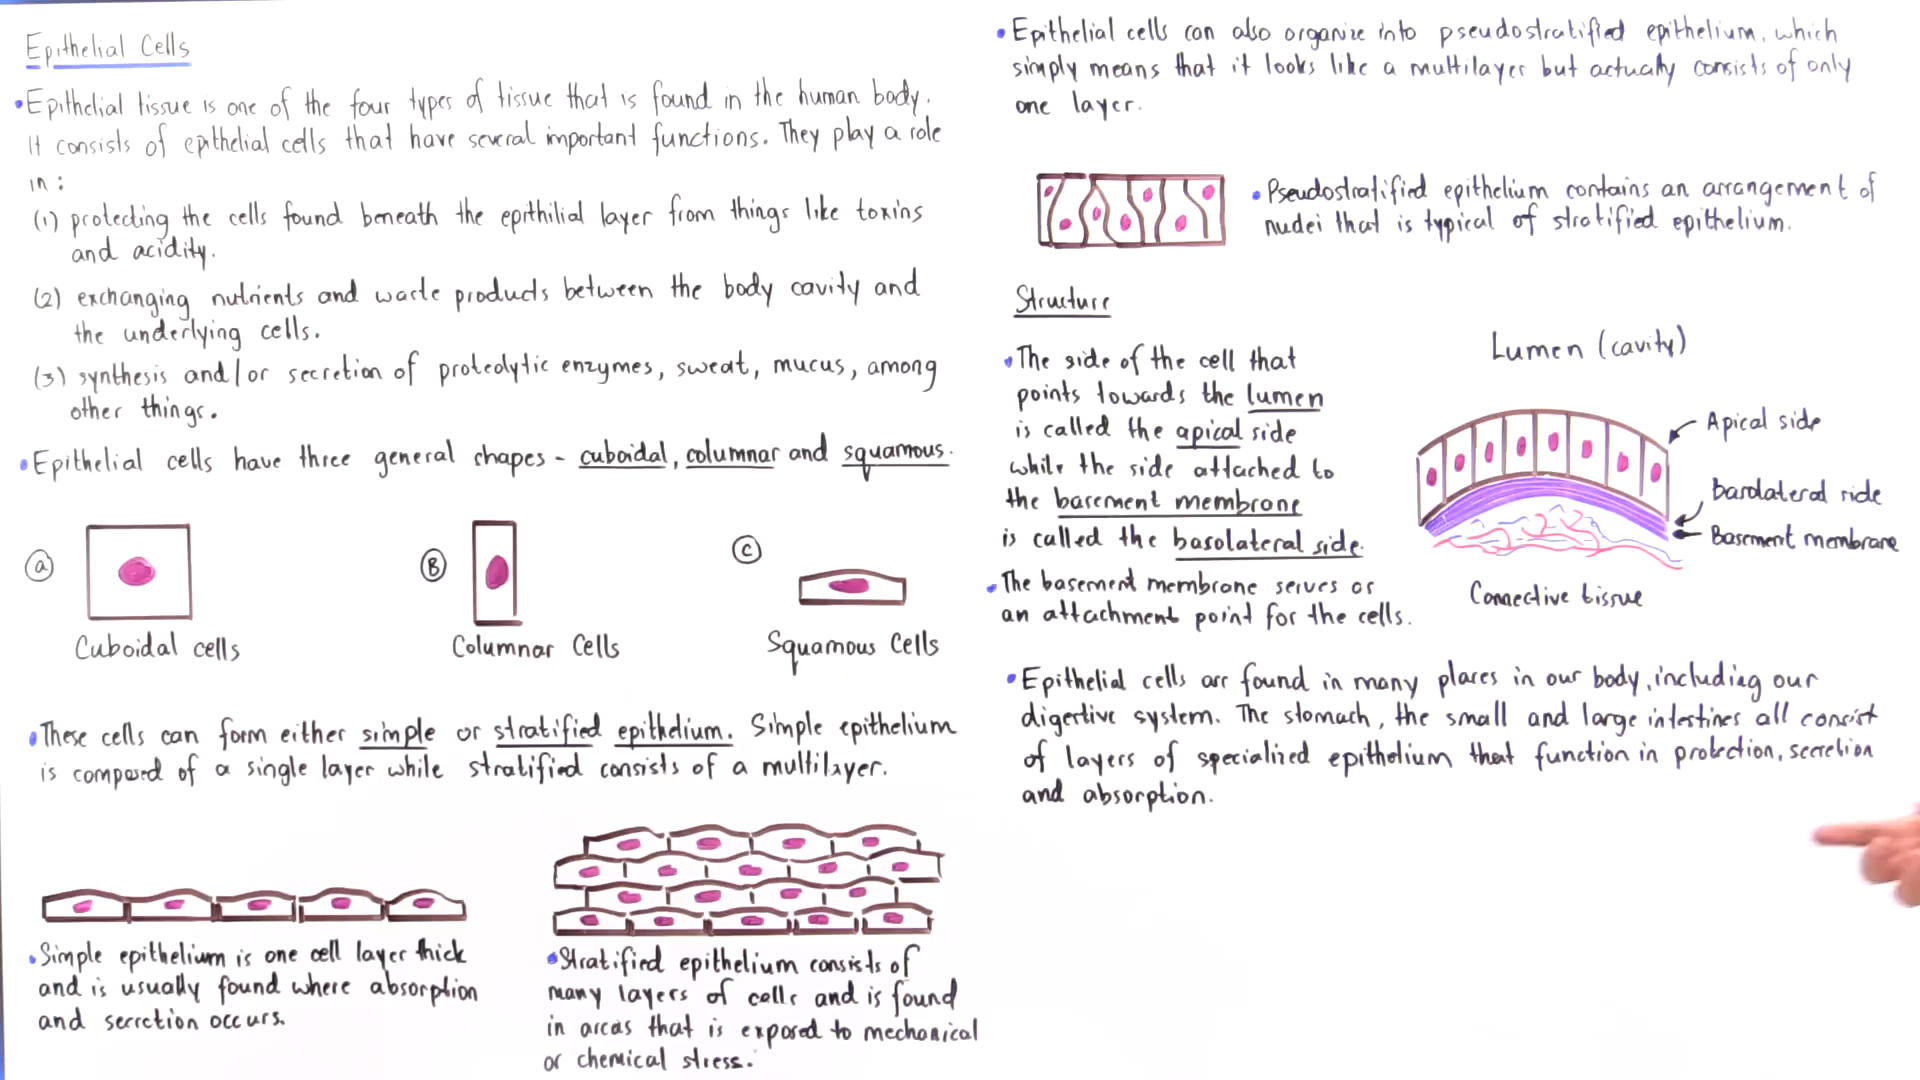 Epithelial Cells
•Epithelial tissue is one of the four types of tissue that is found in the human body.
It consists of epithelial cells that have several important functions. They play a role
in:
(1) protecting the cells found beneath the epithilial layer from things like toxins
and acidity.
(2) exchanging nutrients and waste products between the body cavity and
the underlying cells.
(3) synthesis and/or secretion of proteolytic enzymes, sweat, mucus, among
other things.
•Epithelial cells have three general shapes - cuboidal, columnar and squamous.
(a)
Cuboidal cells
(B)
Columnar Cells
(C)
Squamous Cells
•These cells can form either simple or stratified epithelium. Simple epithelium
is composed of a single layer while stratified consists of a multilayer.
•Simple epithelium is one cell layer thick
and is usually found where absorption
and secretion occurs.
•Stratified epithelium consists of
many layers of cells and is found
in areas that is exposed to mechanical
or chemical stress.
•Epithelial cells can also organize into pseudostratified epithelium, which
simply means that it looks like a multilayer but actually consists of only
one layer.
•Pseudostratified epithelium contains an arrangement of
nuclei that is typical of stratified epithelium.
Structure
•The side of the cell that
points towards the lumen
is called the apical side
while the side attached to
the basement membrane
is called the basolateral side.
•The basement membrane serves as
an attachment point for the cells.
Lumen (cavity)
Apical side
Basolateral side
Basement membrane
Connective tissue
•Epithelial cells are found in many places in our body, including our
digestive system. The stomach, the small and large intestines all consist
of layers of specialized epithelium that function in protection, secretion
and absorption.